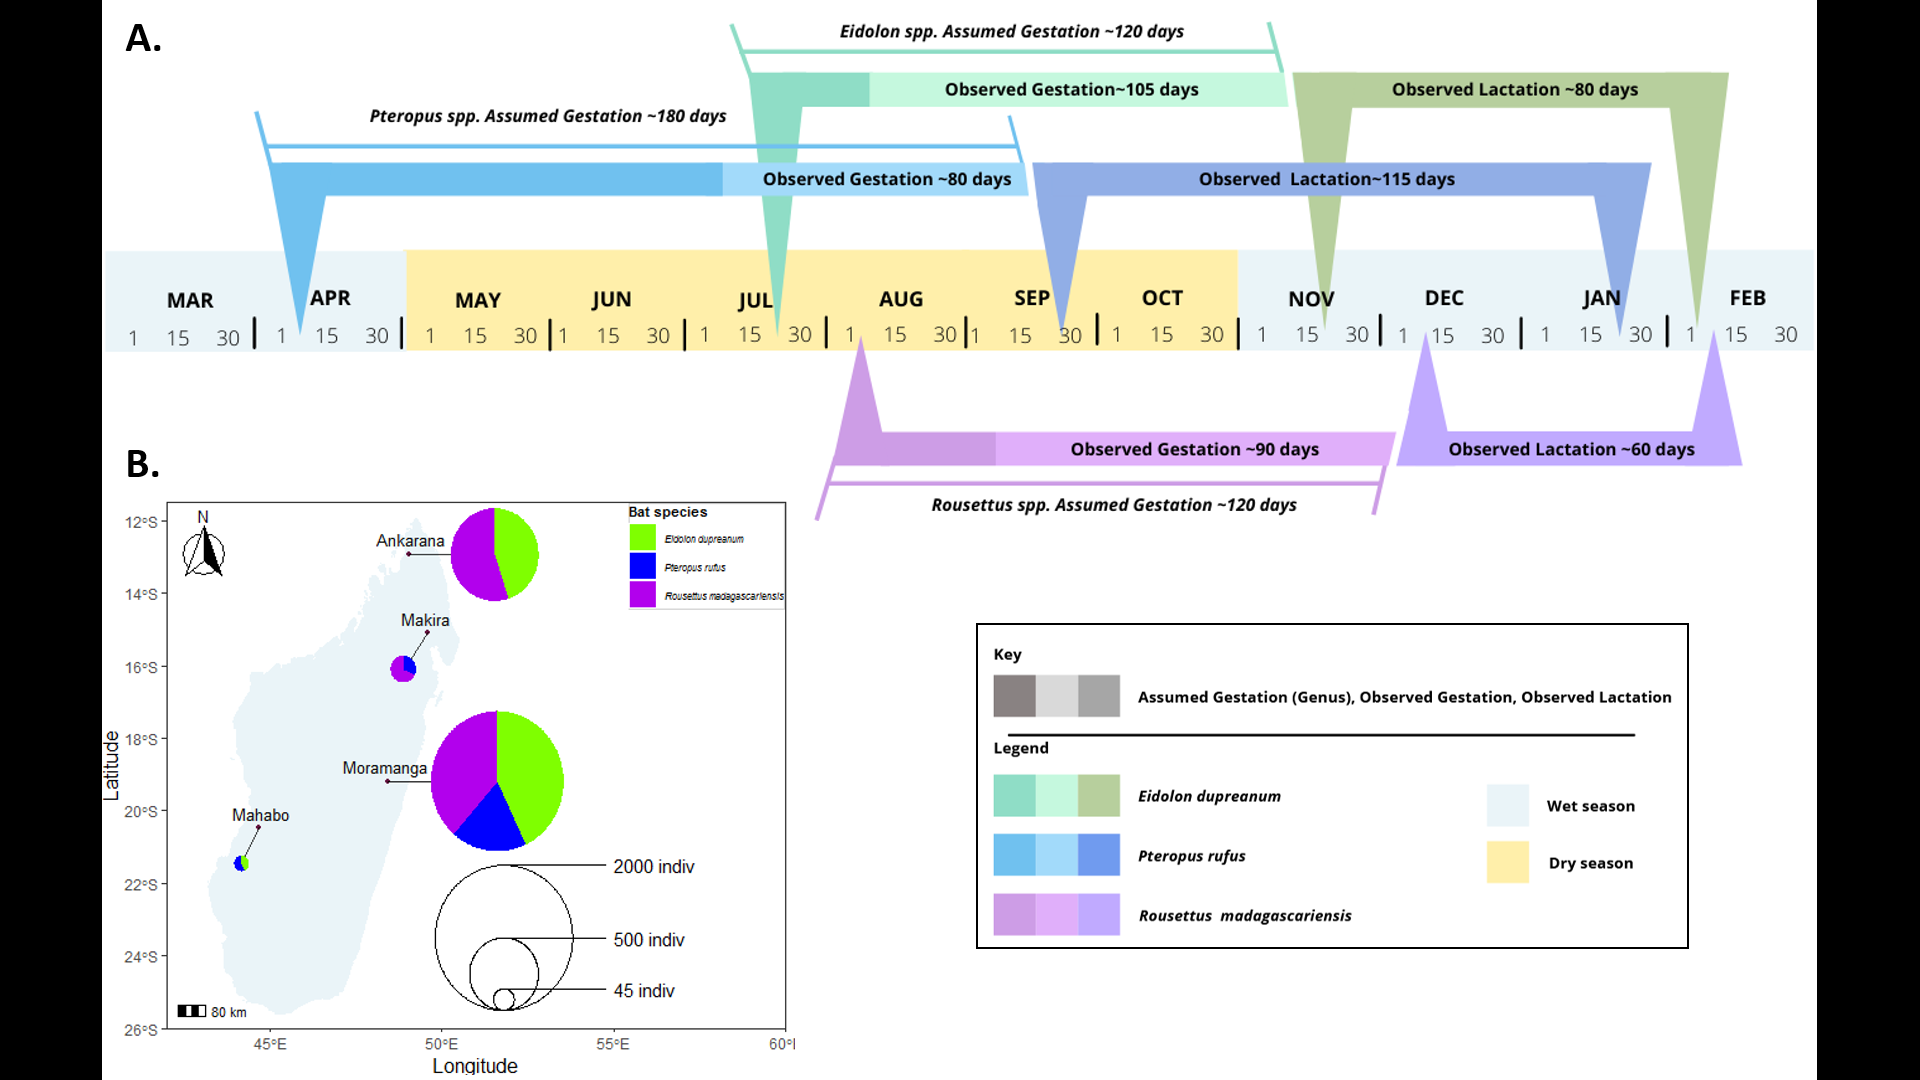 A.
Eidolon spp. Assumed Gestation ~120 days
Observed Gestation~105 days
Observed Lactation ~80 days
Pteropus spp. Assumed Gestation ~180 days
Observed Gestation ~80 days
Observed Lactation~115 days
MAR APR MAY JUN JUL AUG SEP OCT NOV DEC JAN FEB
1 15 30 1 15 30 1 15 30 1 15 30 1 15 30 1 15 30 1 15 30 1 15 30 1 15 30 1 15 30 1 15 30 1 15 30
Observed Gestation ~90 days
Observed Lactation ~60 days
Rousettus spp. Assumed Gestation ~120 days
B.
Bat species
Eidolon dupreanum
Pteropus rufus
Rousettus madagascariensis
N
Ankarana
Makira
Moramanga
Mahabo
2000 indiv
500 indiv
45 indiv
80 km
12°S
14°S
16°S
18°S
20°S
22°S
24°S
26°S
Latitude
45°E 50°E 55°E 60°
Longitude
Key
Assumed Gestation (Genus), Observed Gestation, Observed Lactation
Legend
Eidolon dupreanum
Pteropus rufus
Rousettus madagascariensis
Wet season
Dry season